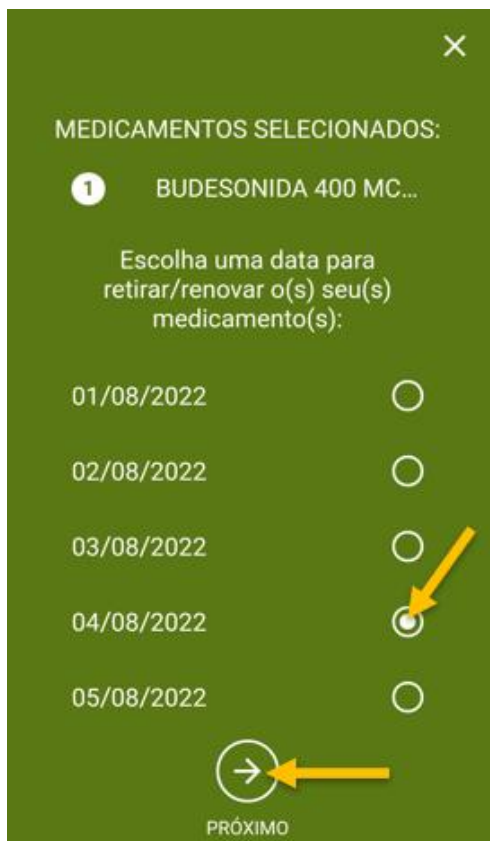 MEDICAMENTOS SELECIONADOS:
1 BUDESONIDA 400 MC...
Escolha uma data para
retirar/renovar o(s) seu(s)
medicamento(s):
01/08/2022
02/08/2022
03/08/2022
04/08/2022
05/08/2022
PRÓXIMO